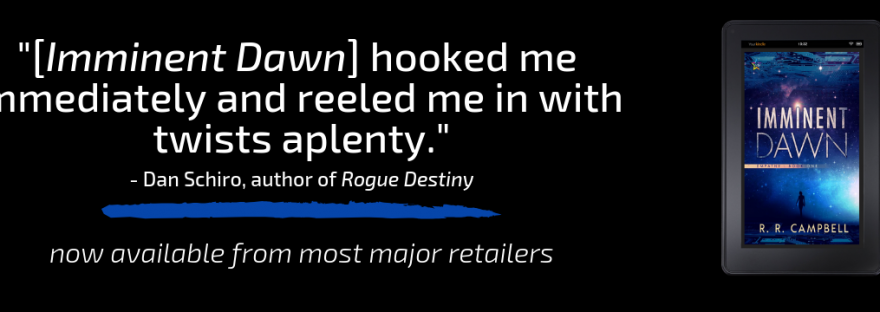 "[Imminent Dawn] hooked me
mmediately and reeled me in with
twists aplenty."
- Dan Schiro, author of Rogue Destiny
now available from most major retailers
IMMINENT
DAWN
R. R. CAMPBELL